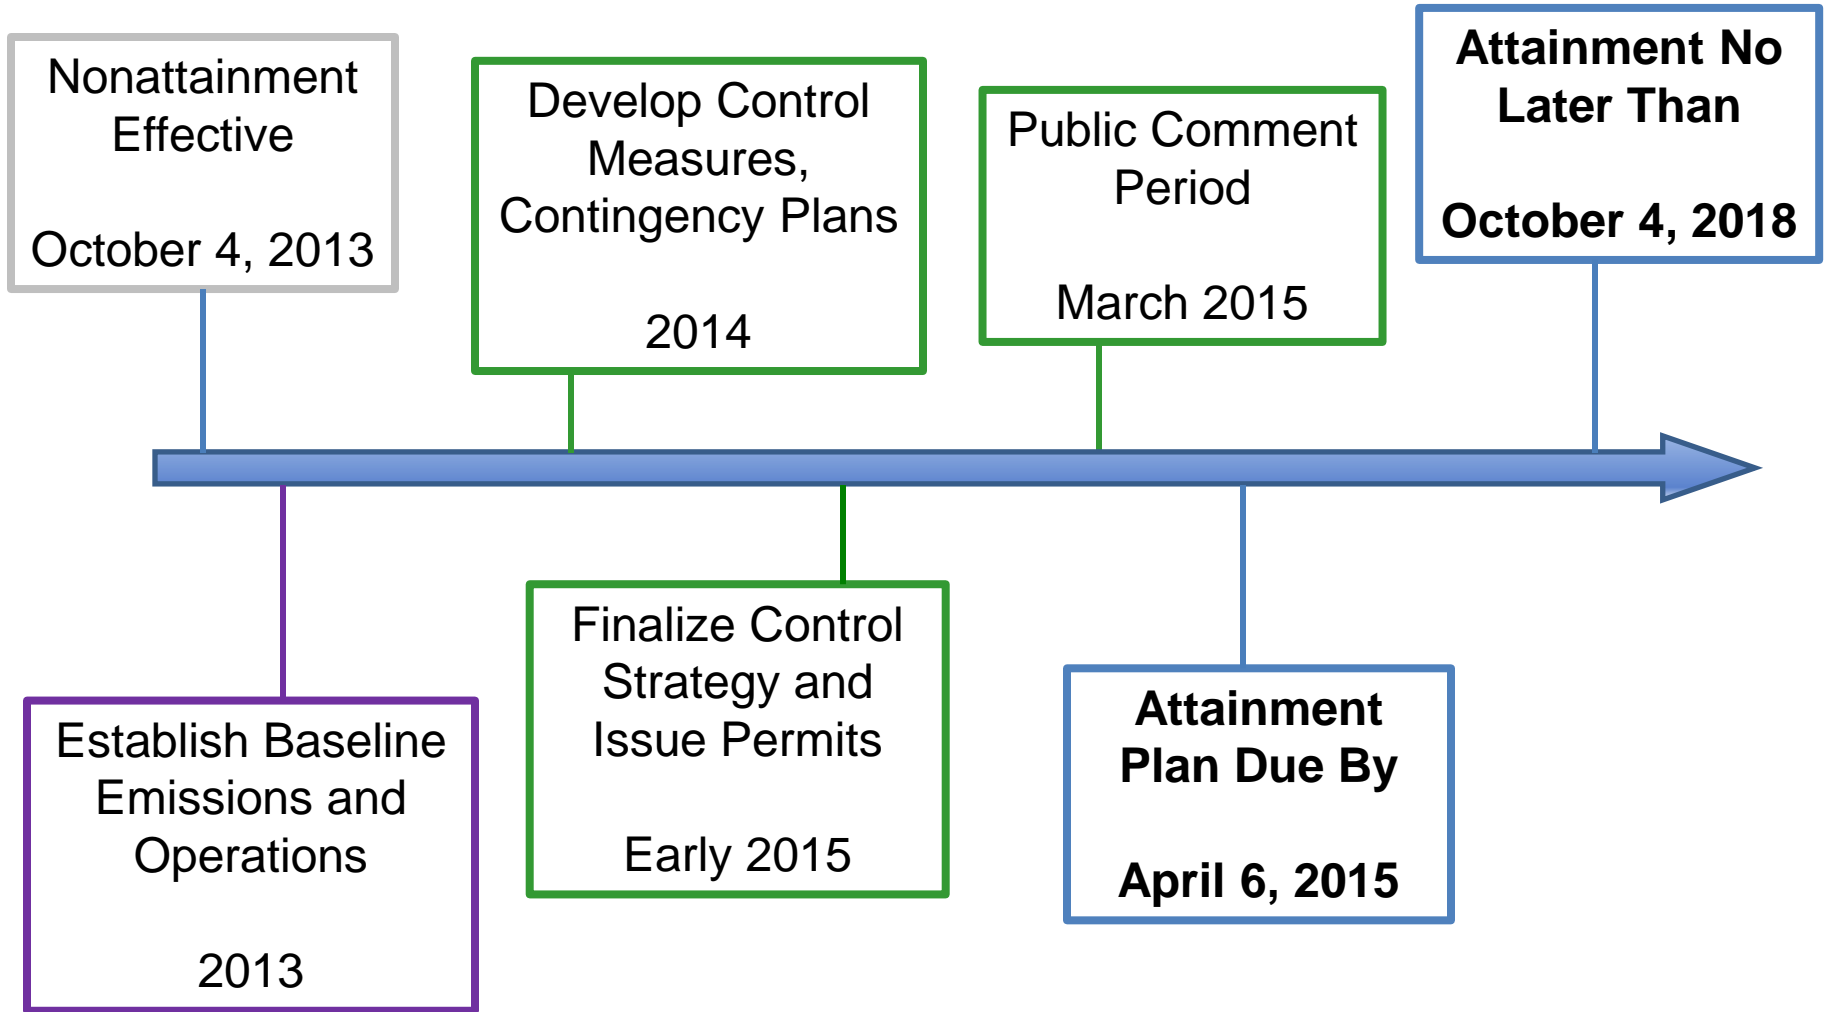 Nonattainment
Effective
October 4, 2013
Develop Control
Measures,
Contingency Plans
2014
Public Comment
Period
March 2015
Attainment No
Later Than
October 4, 2018
Establish Baseline
Emissions and
Operations
2013
Finalize Control
Strategy and
Issue Permits
Early 2015
Attainment
Plan Due By
April 6, 2015